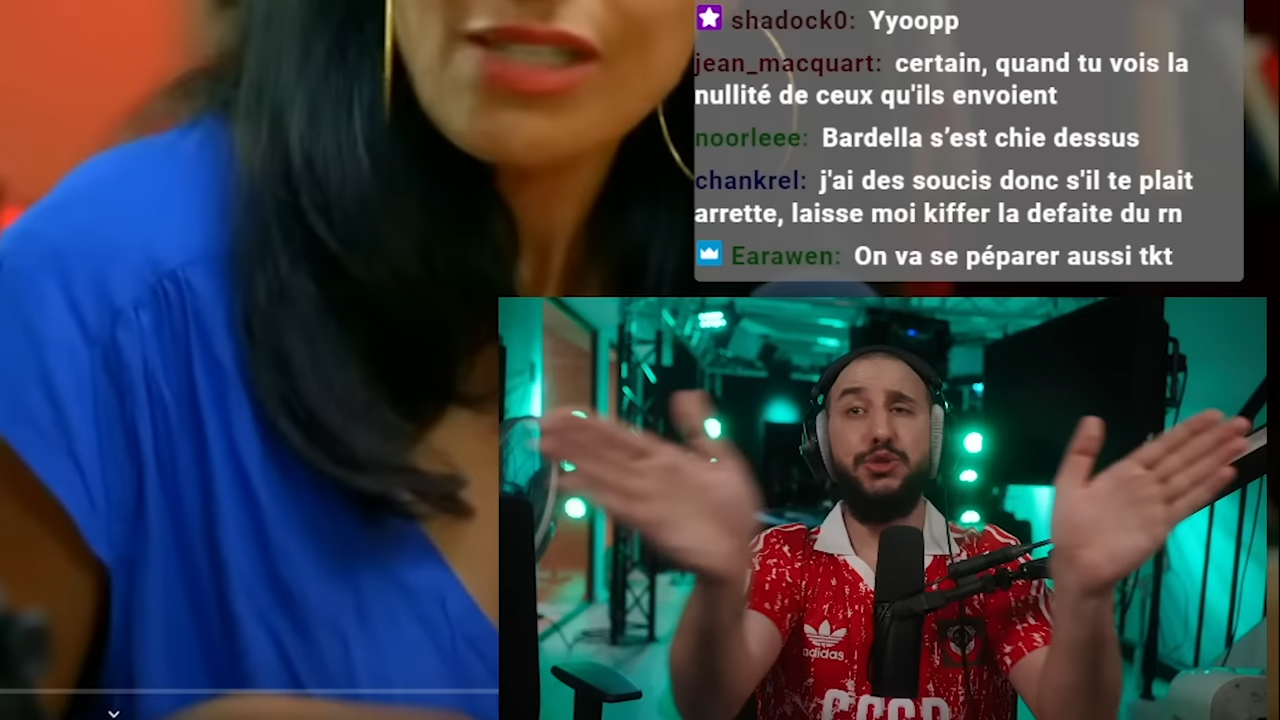 shadock0: Yyoopp
jean_macquart: certain, quand tu vois la
nullité de ceux qu'ils envoient
noorleee: Bardella s’est chie dessus
chankrel: j'ai des soucis donc s'il te plait
arrette, laisse moi kiffer la defaite du rn
Earawen: On va se péparer aussi tkt
adidas
CCCP